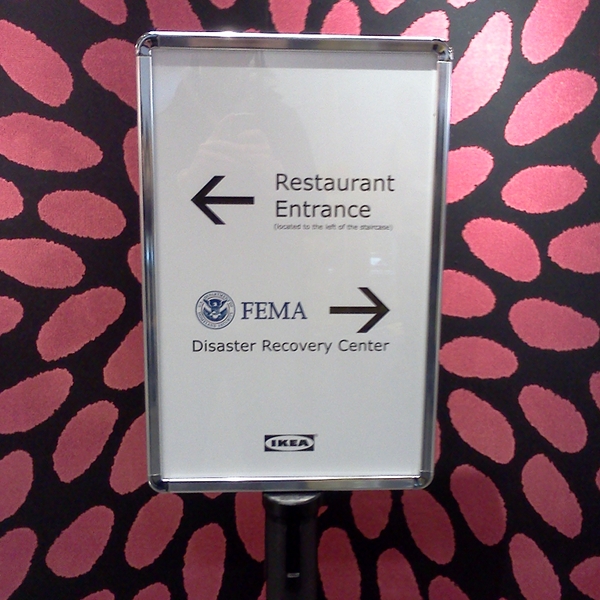 Restaurant
Entrance
(located to the left of the staircase)
FEMA
Disaster Recovery Center
IKEA